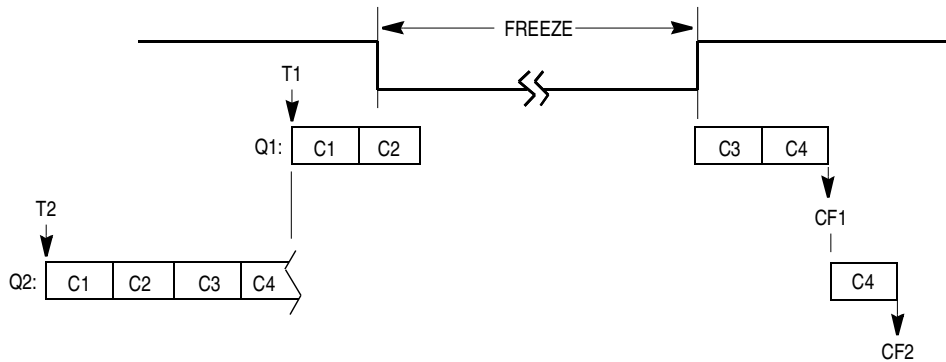 FREEZE
T1
Q1: C1 C2 C3 C4
T2
CF1
Q2: C1 C2 C3 C4 C4
CF2